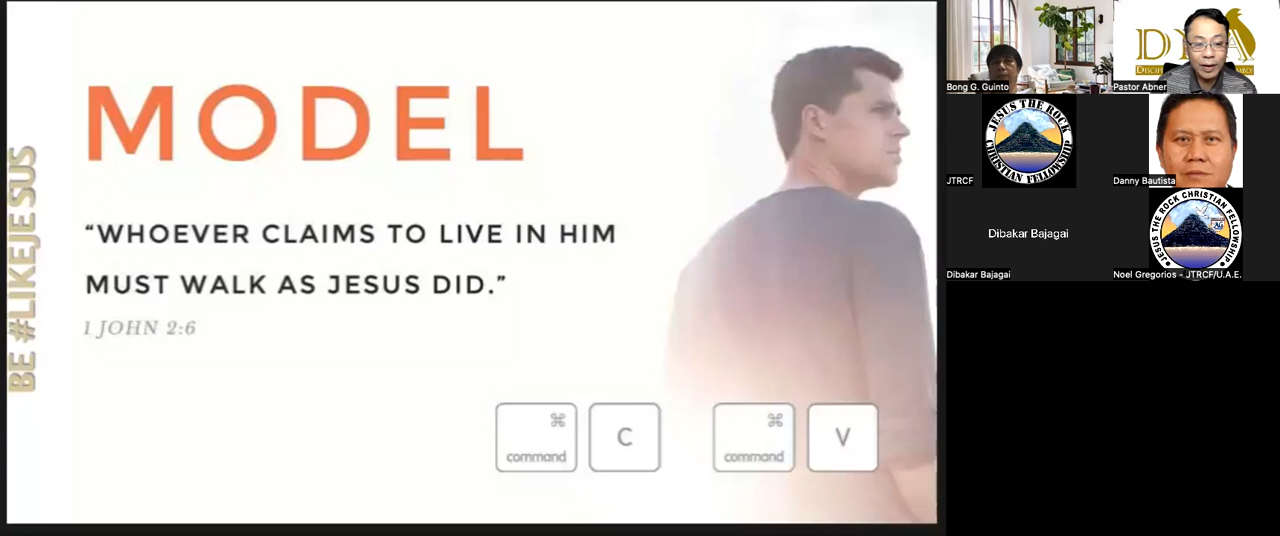 MODEL
“WHOEVER CLAIMS TO LIVE IN HIM
MUST WALK AS JESUS DID.”
1 JOHN 2:6
BE #LIKEJESUS
⌘
command
C
⌘
command
V
Bong G. Guinto
Pastor Abner
JESUS THE ROCK
CHRISTIAN FELLOWSHIP
JTRCF
Danny Bautista
Dibakar Bajagai
Dibakar Bajagai
JESUS THE ROCK CHRISTIAN FELLOWSHIP
Noel Gregorios - JTRCF/U.A.E.